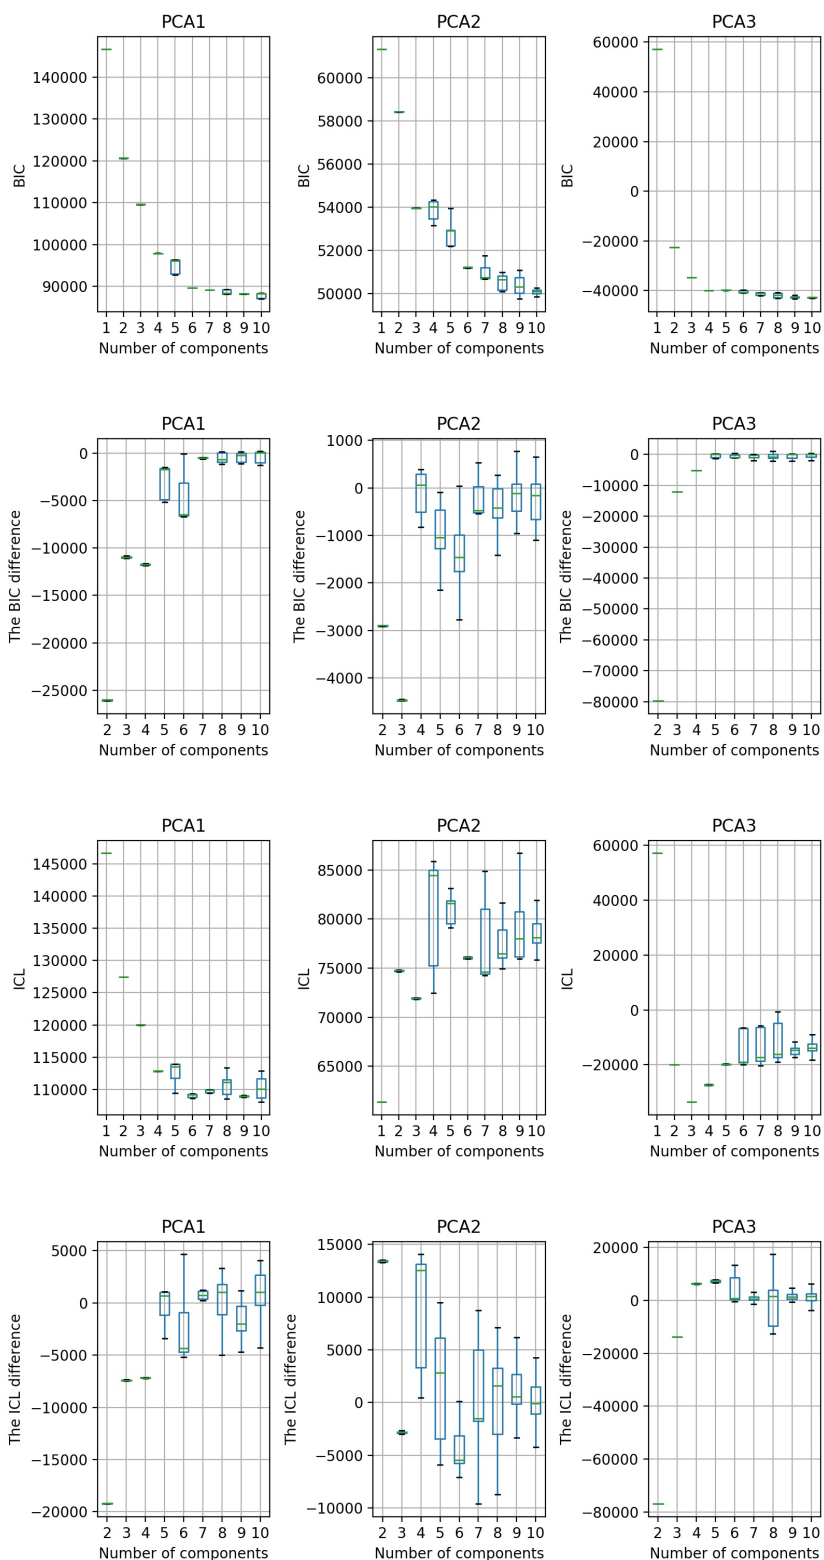 PCA1 PCA2 PCA3
140000
130000
120000
110000
100000
90000
BIC
1 2 3 4 5 6 7 8 9 10
Number of components
60000
58000
56000
54000
52000
50000
BIC
1 2 3 4 5 6 7 8 9 10
Number of components
60000
40000
20000
0
−20000
−40000
BIC
1 2 3 4 5 6 7 8 9 10
Number of components
PCA1 PCA2 PCA3
0
−5000
−10000
−15000
−20000
−25000
The BIC difference
2 3 4 5 6 7 8 9 10
Number of components
1000
0
−1000
−2000
−3000
−4000
The BIC difference
2 3 4 5 6 7 8 9 10
Number of components
0
−10000
−20000
−30000
−40000
−50000
−60000
−70000
−80000
The BIC difference
2 3 4 5 6 7 8 9 10
Number of components
PCA1 PCA2 PCA3
145000
140000
135000
130000
125000
120000
115000
110000
ICL
1 2 3 4 5 6 7 8 9 10
Number of components
85000
80000
75000
70000
65000
ICL
1 2 3 4 5 6 7 8 9 10
Number of components
60000
40000
20000
0
−20000
ICL
1 2 3 4 5 6 7 8 9 10
Number of components
PCA1 PCA2 PCA3
5000
0
−5000
−10000
−15000
−20000
The ICL difference
2 3 4 5 6 7 8 9 10
Number of components
15000
10000
5000
0
−5000
−10000
The ICL difference
2 3 4 5 6 7 8 9 10
Number of components
20000
0
−20000
−40000
−60000
−80000
The ICL difference
2 3 4 5 6 7 8 9 10
Number of components